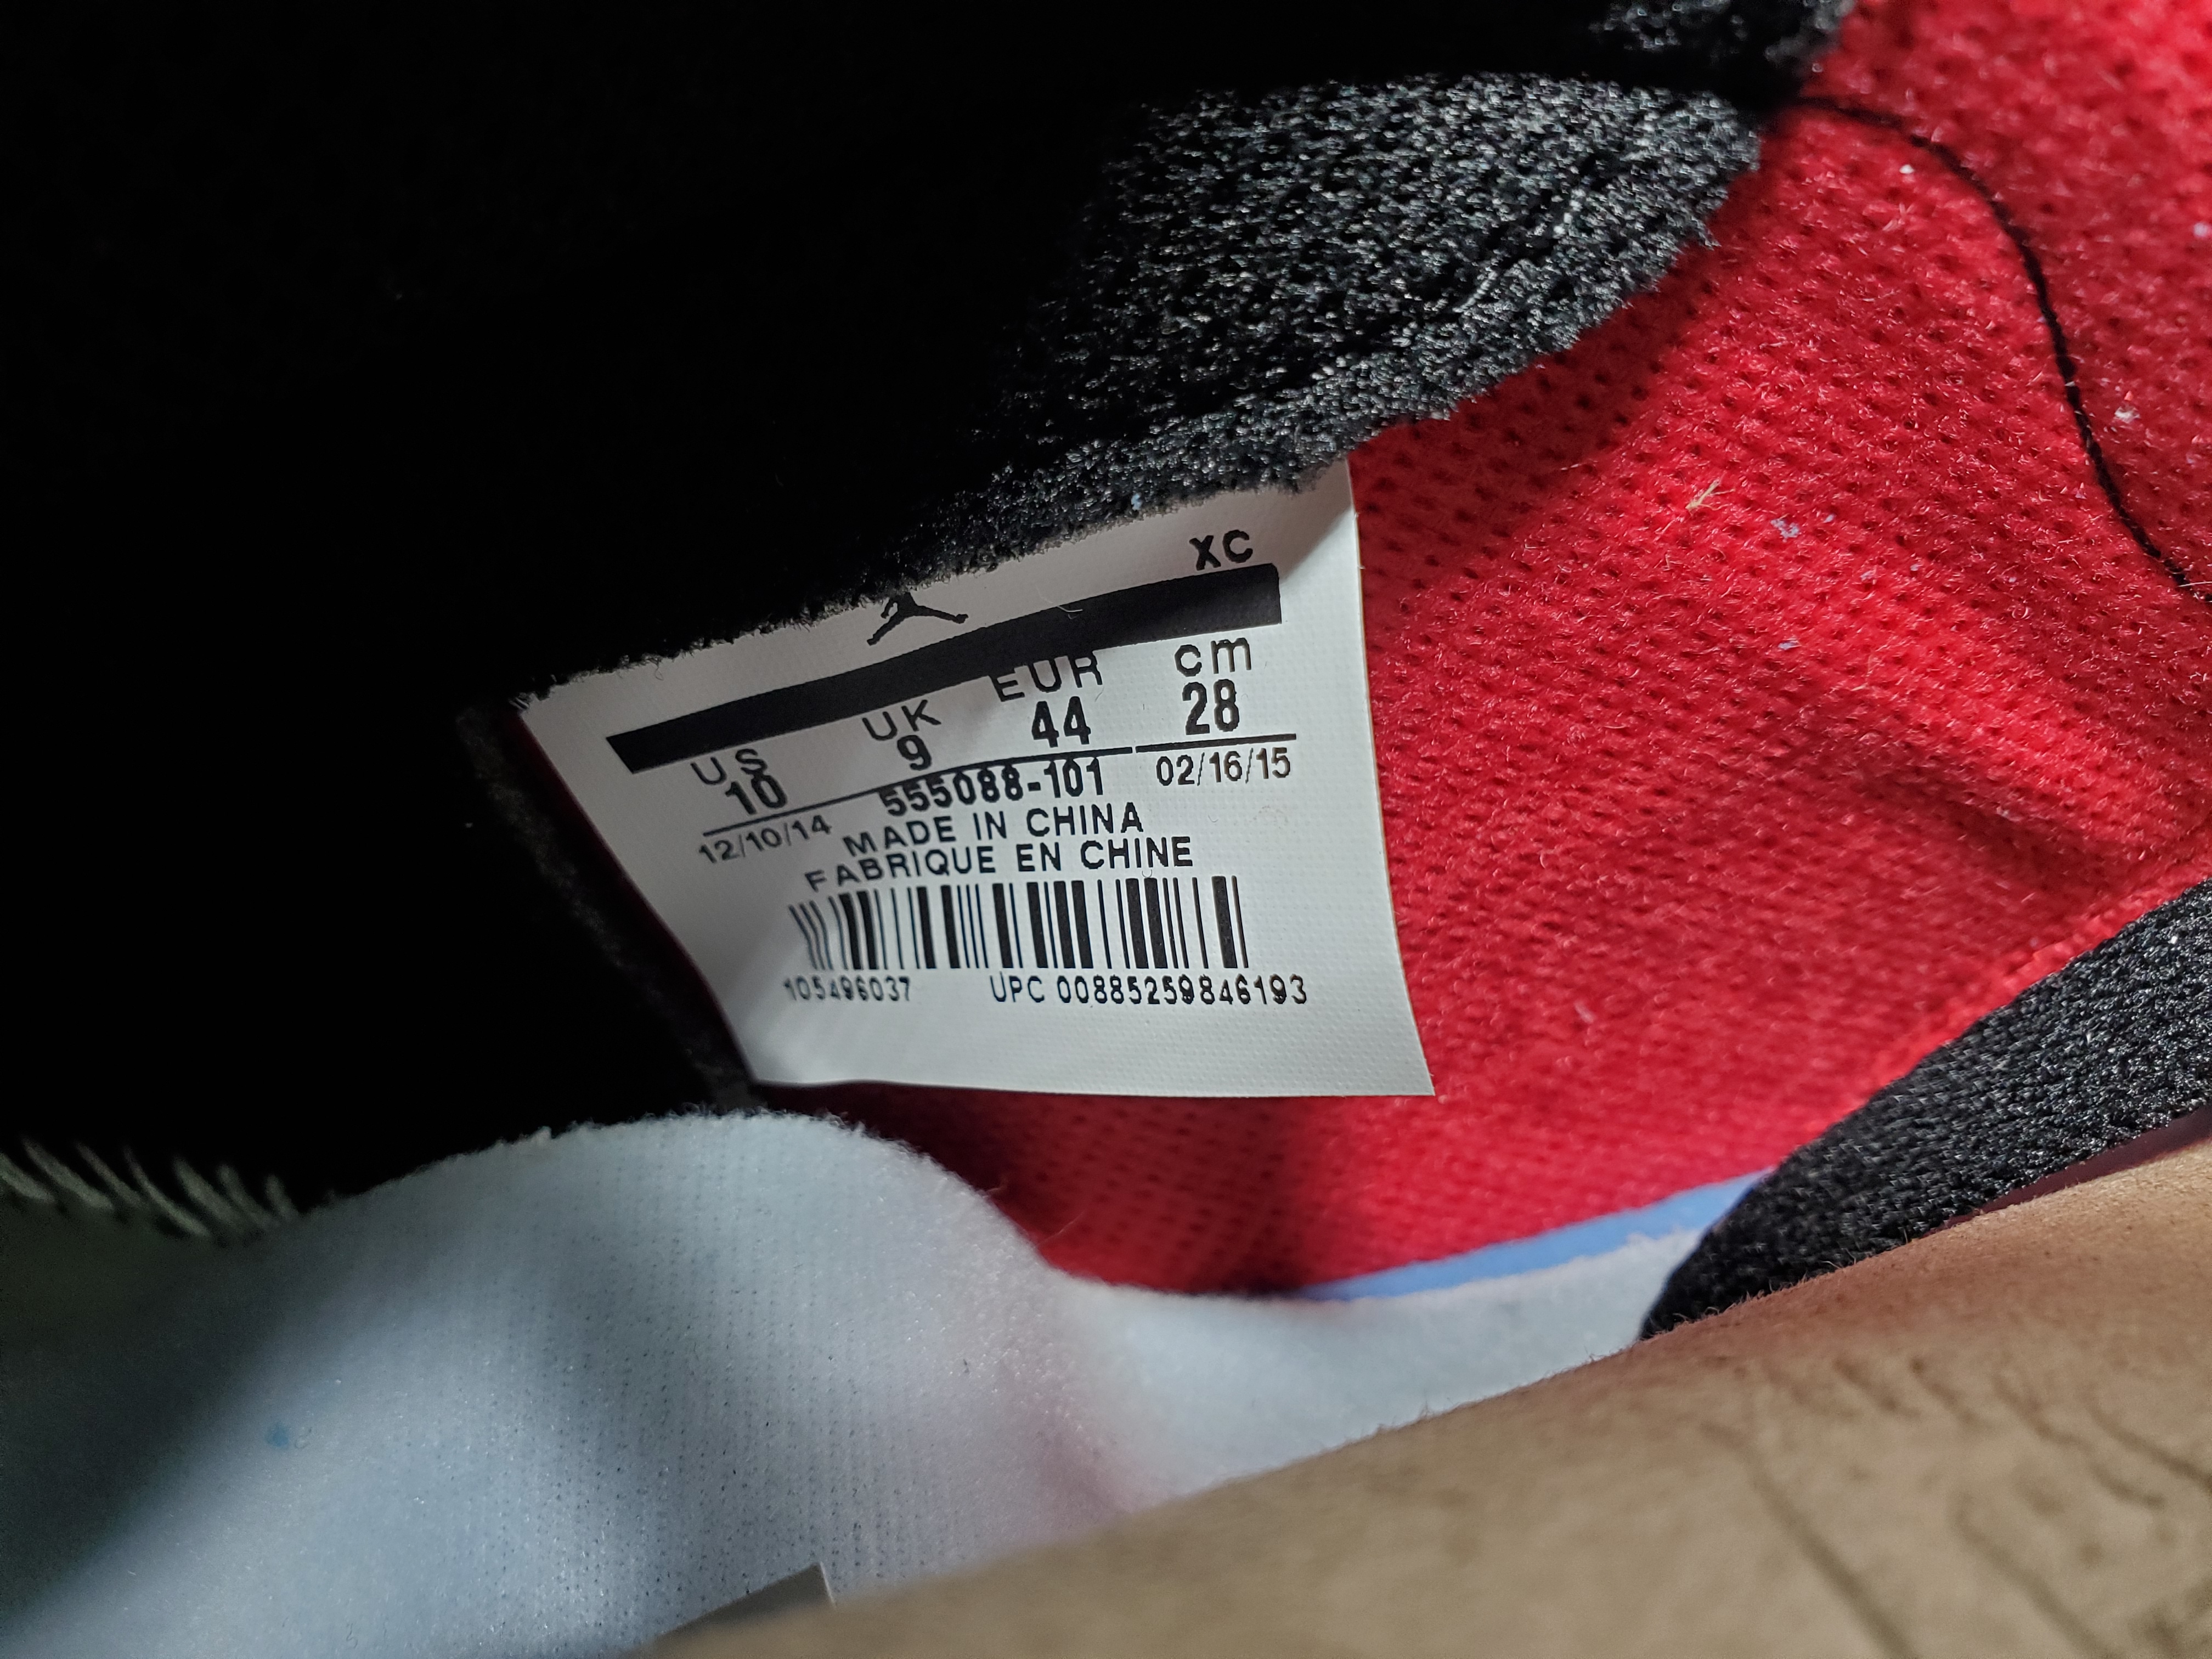 XC
US UK EUR cm
10 9 44 28
12/10/14 555088-101 02/16/15
MADE IN CHINA
FABRIQUE EN CHINE
105496037 UPC 00885259846193